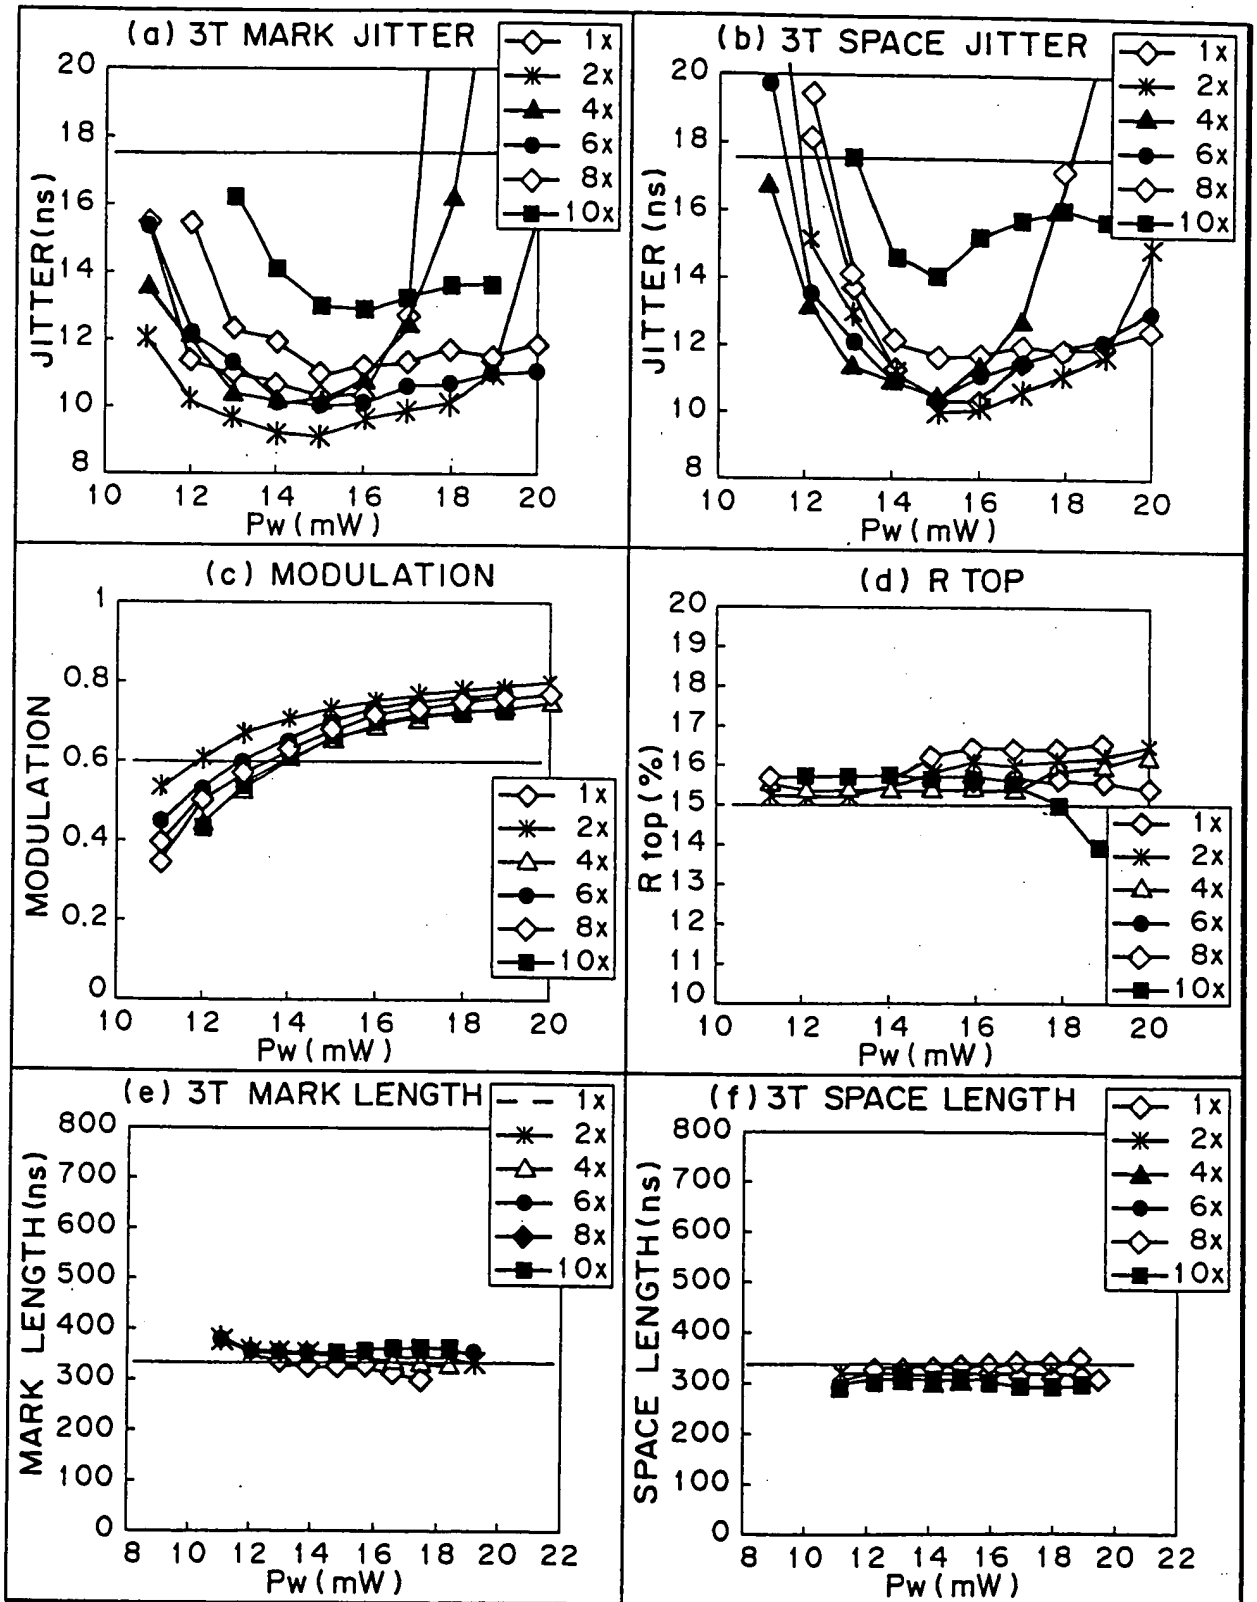 (a) 3T MARK JITTER
1x
2x
4x
6x
8x
10x
JITTER(ns)
20
18
16
14
12
10
8
10 12 14 16 18 20
Pw(mW)
(b) 3T SPACE JITTER
1x
2x
4x
6x
8x
10x
JITTER(ns)
20
18
16
14
12
10
8
10 12 14 16 18 20
Pw(mW)
(c) MODULATION
MODULATION
1
0.8
0.6
0.4
0.2
0
1x
2x
4x
6x
8x
10x
10 12 14 16 18 20
Pw(mW)
(d) R TOP
R top(%)
20
19
18
17
16
15
14
13
12
11
10
1x
2x
4x
6x
8x
10x
10 12 14 16 18 20
Pw(mW)
(e) 3T MARK LENGTH
1x
2x
4x
6x
8x
10x
MARK LENGTH(ns)
800
700
600
500
400
300
200
100
0
8 10 12 14 16 18 20 22
Pw(mW)
(f) 3T SPACE LENGTH
1x
2x
4x
6x
8x
10x
SPACE LENGTH(ns)
800
700
600
500
400
300
200
100
0
8 10 12 14 16 18 20 22
Pw(mW)